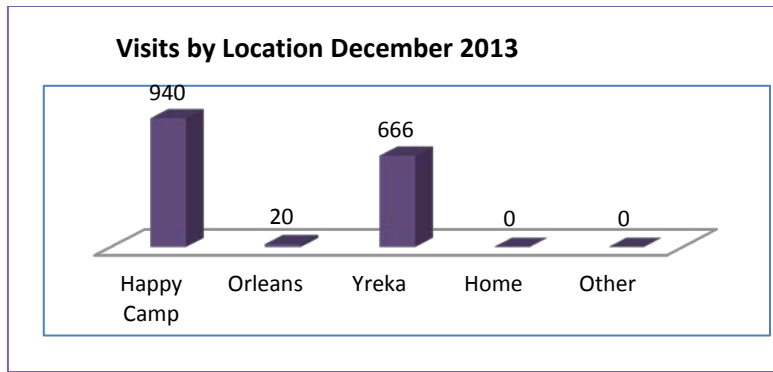 Visits by Location December 2013
940
20
666
0
0
Happy Camp
Orleans
Yreka
Home
Other